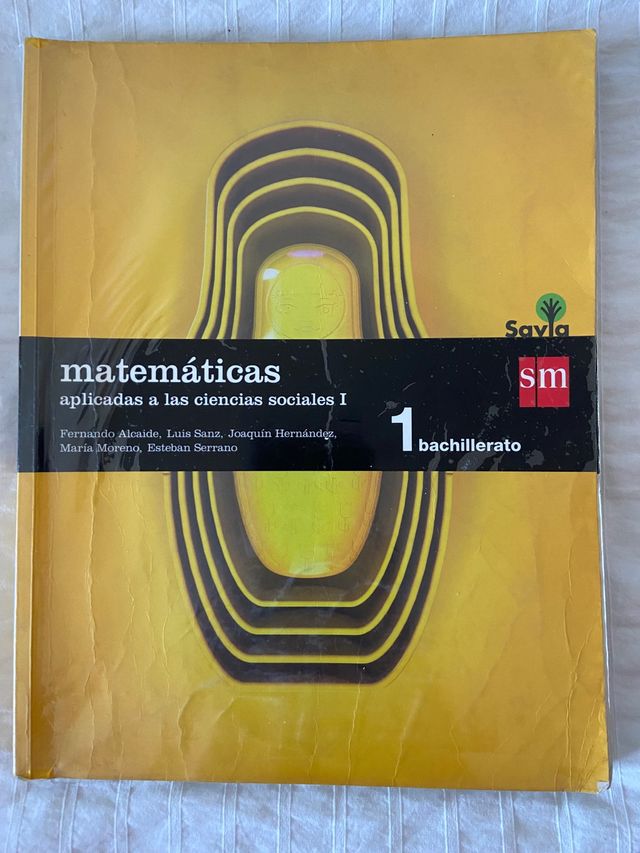 Savia
sm
matemáticas
aplicadas a las ciencias sociales I
Fernando Alcaide, Luis Sanz, Joaquín Hernández,
María Moreno, Esteban Serrano
1 bachillerato